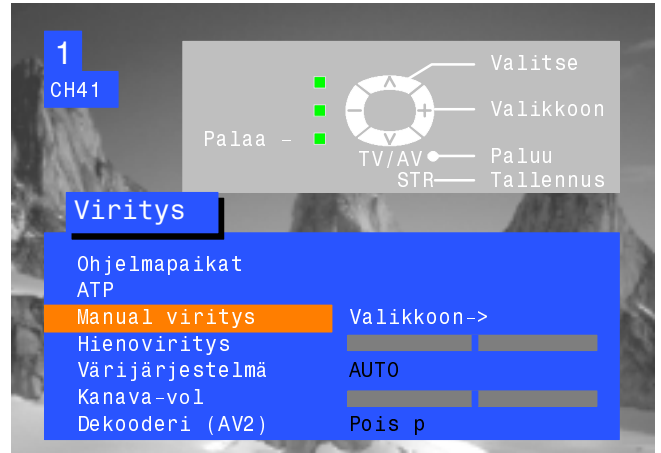 1
CH41
Valitse
Valikkoon
Palaa -
TV/AV Paluu
STR Tallennus
Viritys
Ohjelmapaikat
ATP
Manual viritys Valikkoon->
Hienoviritys
Värijärjestelmä AUTO
Kanava-vol
Dekooderi (AV2) Pois p